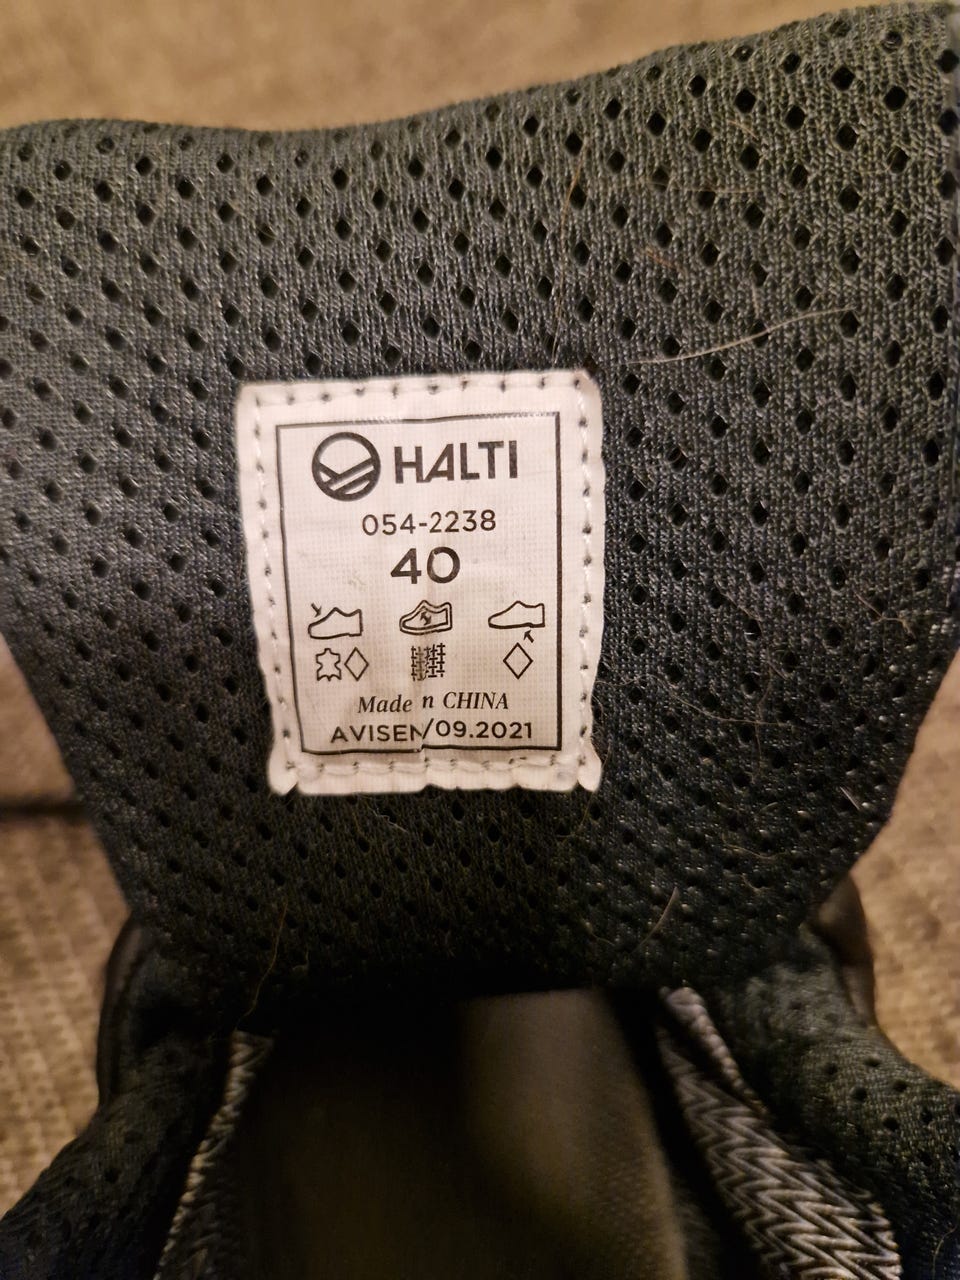 HALTI
054-2238
40
Made n CHINA
AVISEN/09.2021